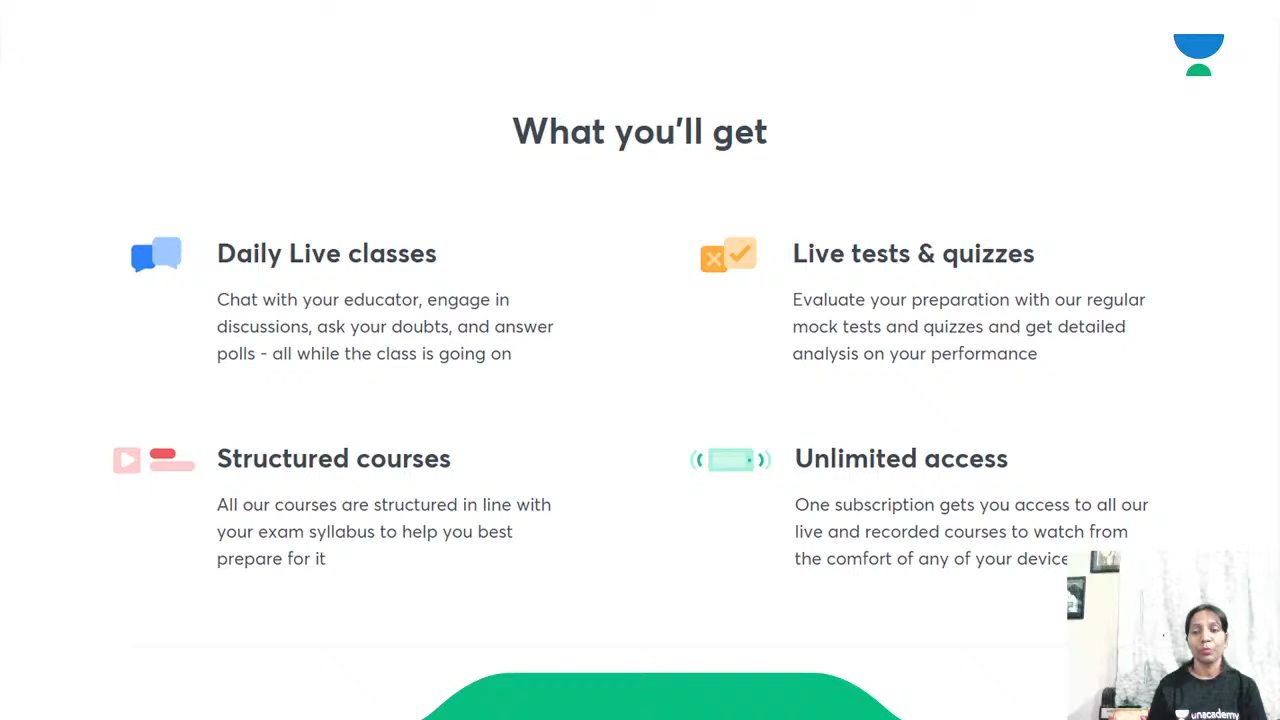 What you'll get
Daily Live classes
Chat with your educator, engage in
discussions, ask your doubts, and answer
polls - all while the class is going on
Live tests & quizzes
Evaluate your preparation with our regular
mock tests and quizzes and get detailed
analysis on your performance
Structured courses
All our courses are structured in line with
your exam syllabus to help you best
prepare for it
Unlimited access
One subscription gets you access to all our
live and recorded courses to watch from
the comfort of any of your device
unacademy